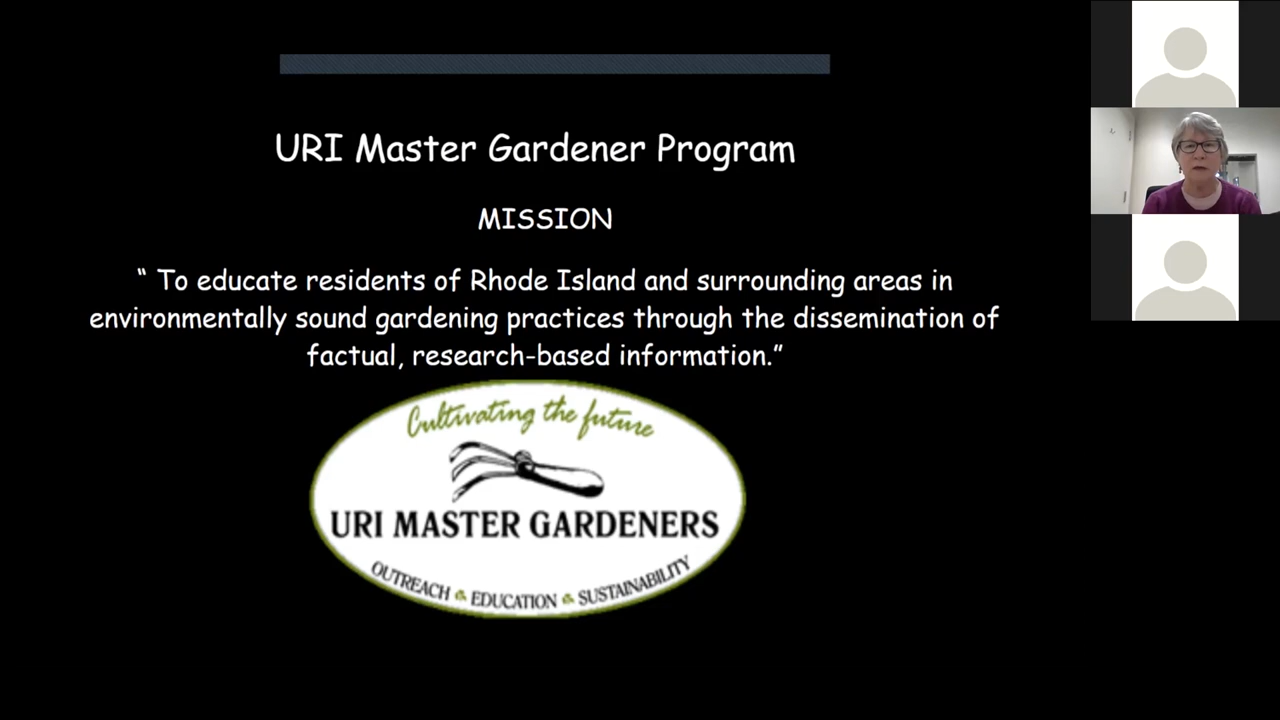 URI Master Gardener Program
MISSION
“ To educate residents of Rhode Island and surrounding areas in
environmentally sound gardening practices through the dissemination of
factual, research-based information.”
Cultivating the future
URI MASTER GARDENERS
OUTREACH EDUCATION SUSTAINABILITY